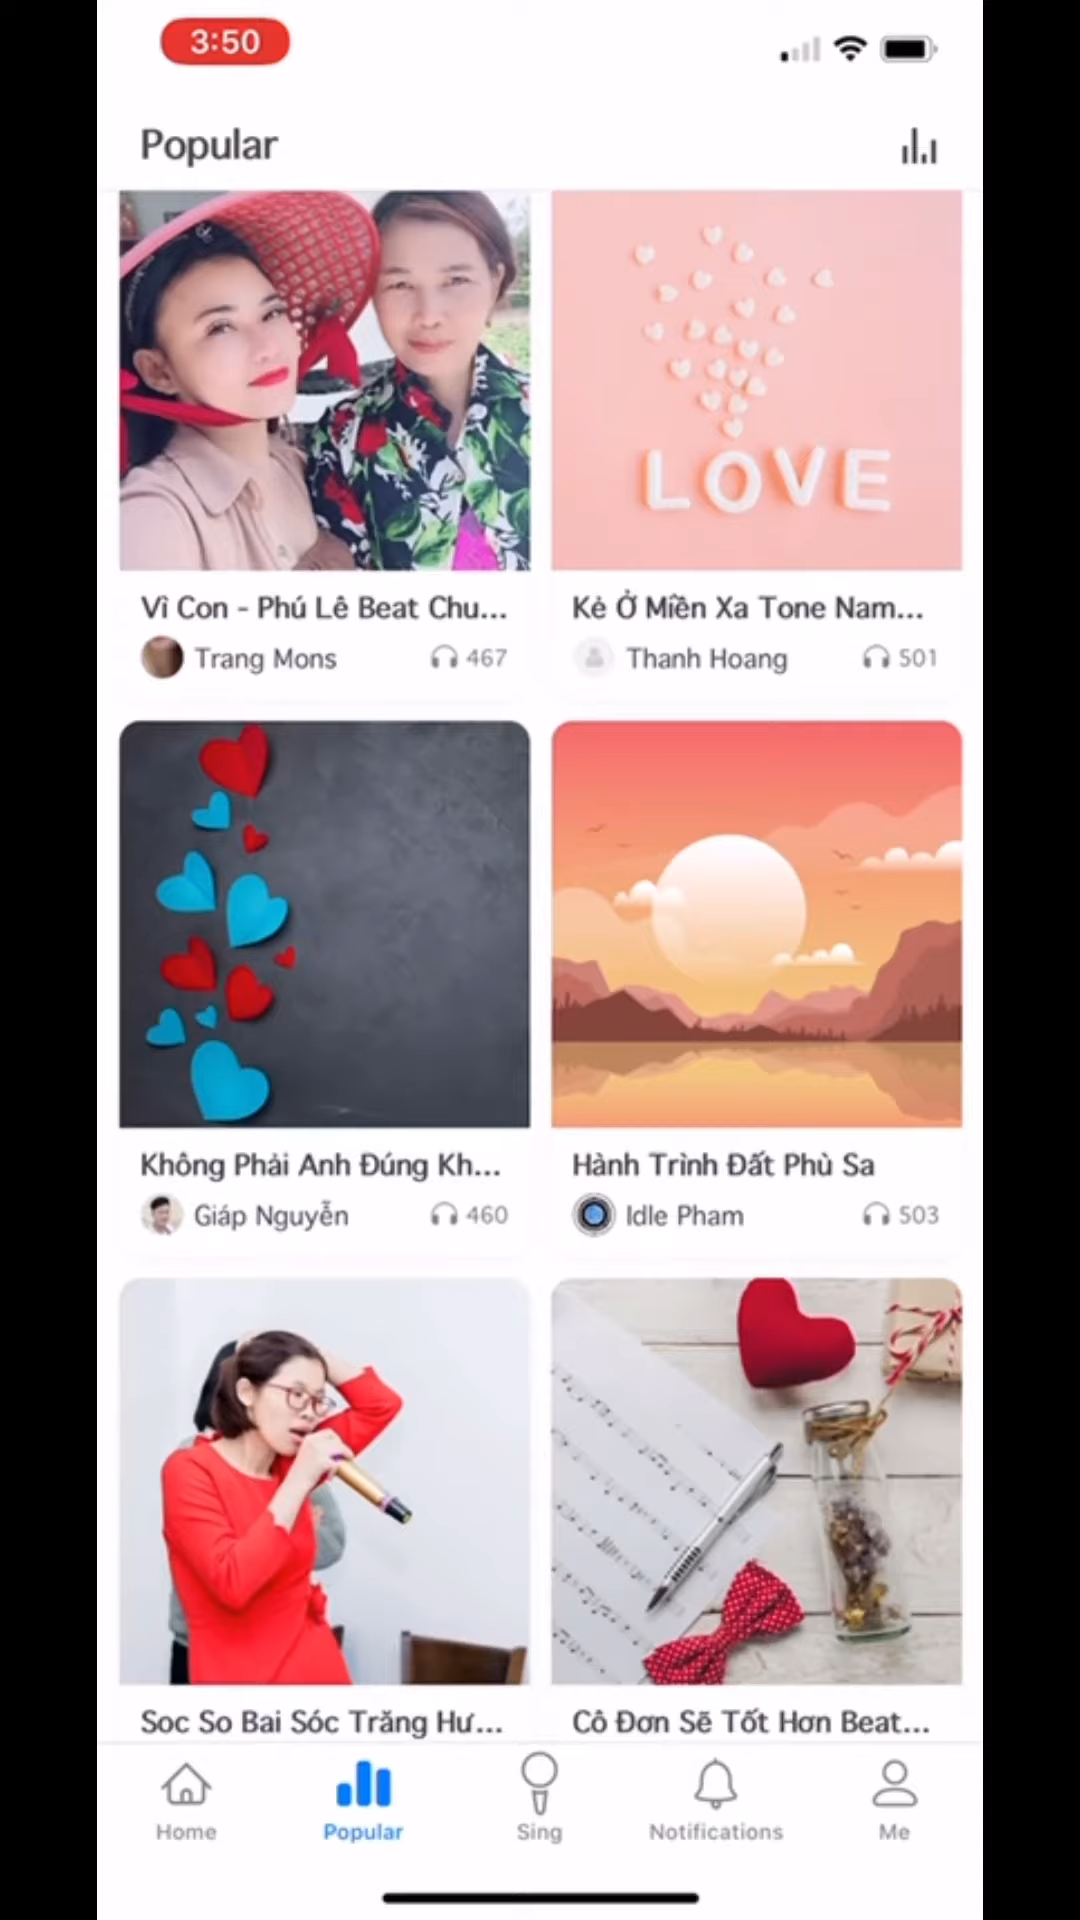 3:50
Popular
LOVE
Vì Con - Phú Lê Beat Chu...
Kẻ Ở Miền Xa Tone Nam...
Trang Mons
467
Thanh Hoang
501
Không Phải Anh Đúng Kh...
Hành Trình Đất Phù Sa
Giáp Nguyễn
460
Idle Pham
503
Soc So Bai Sóc Trăng Hư...
Cô Đơn Sẽ Tốt Hơn Beat...
Home
Popular
Sing
Notifications
Me